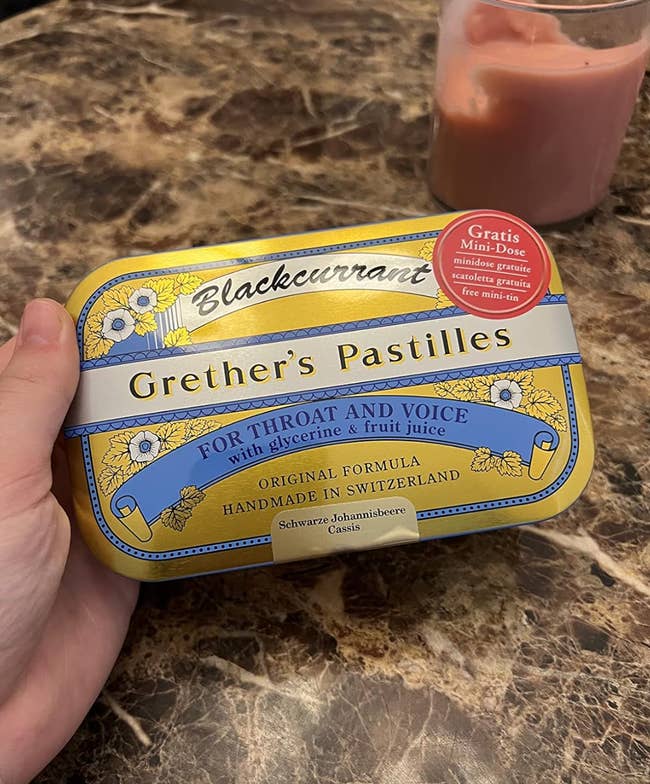 Blackcurrant
Gratis
Mini-Dose
minidose gratuite
scatoletta gratuita
free mini-tin
Grether's Pastilles
FOR THROAT AND VOICE
with glycerine & fruit juice
ORIGINAL FORMULA
HANDMADE IN SWITZERLAND
Schwarze Johannisbeere
Cassis